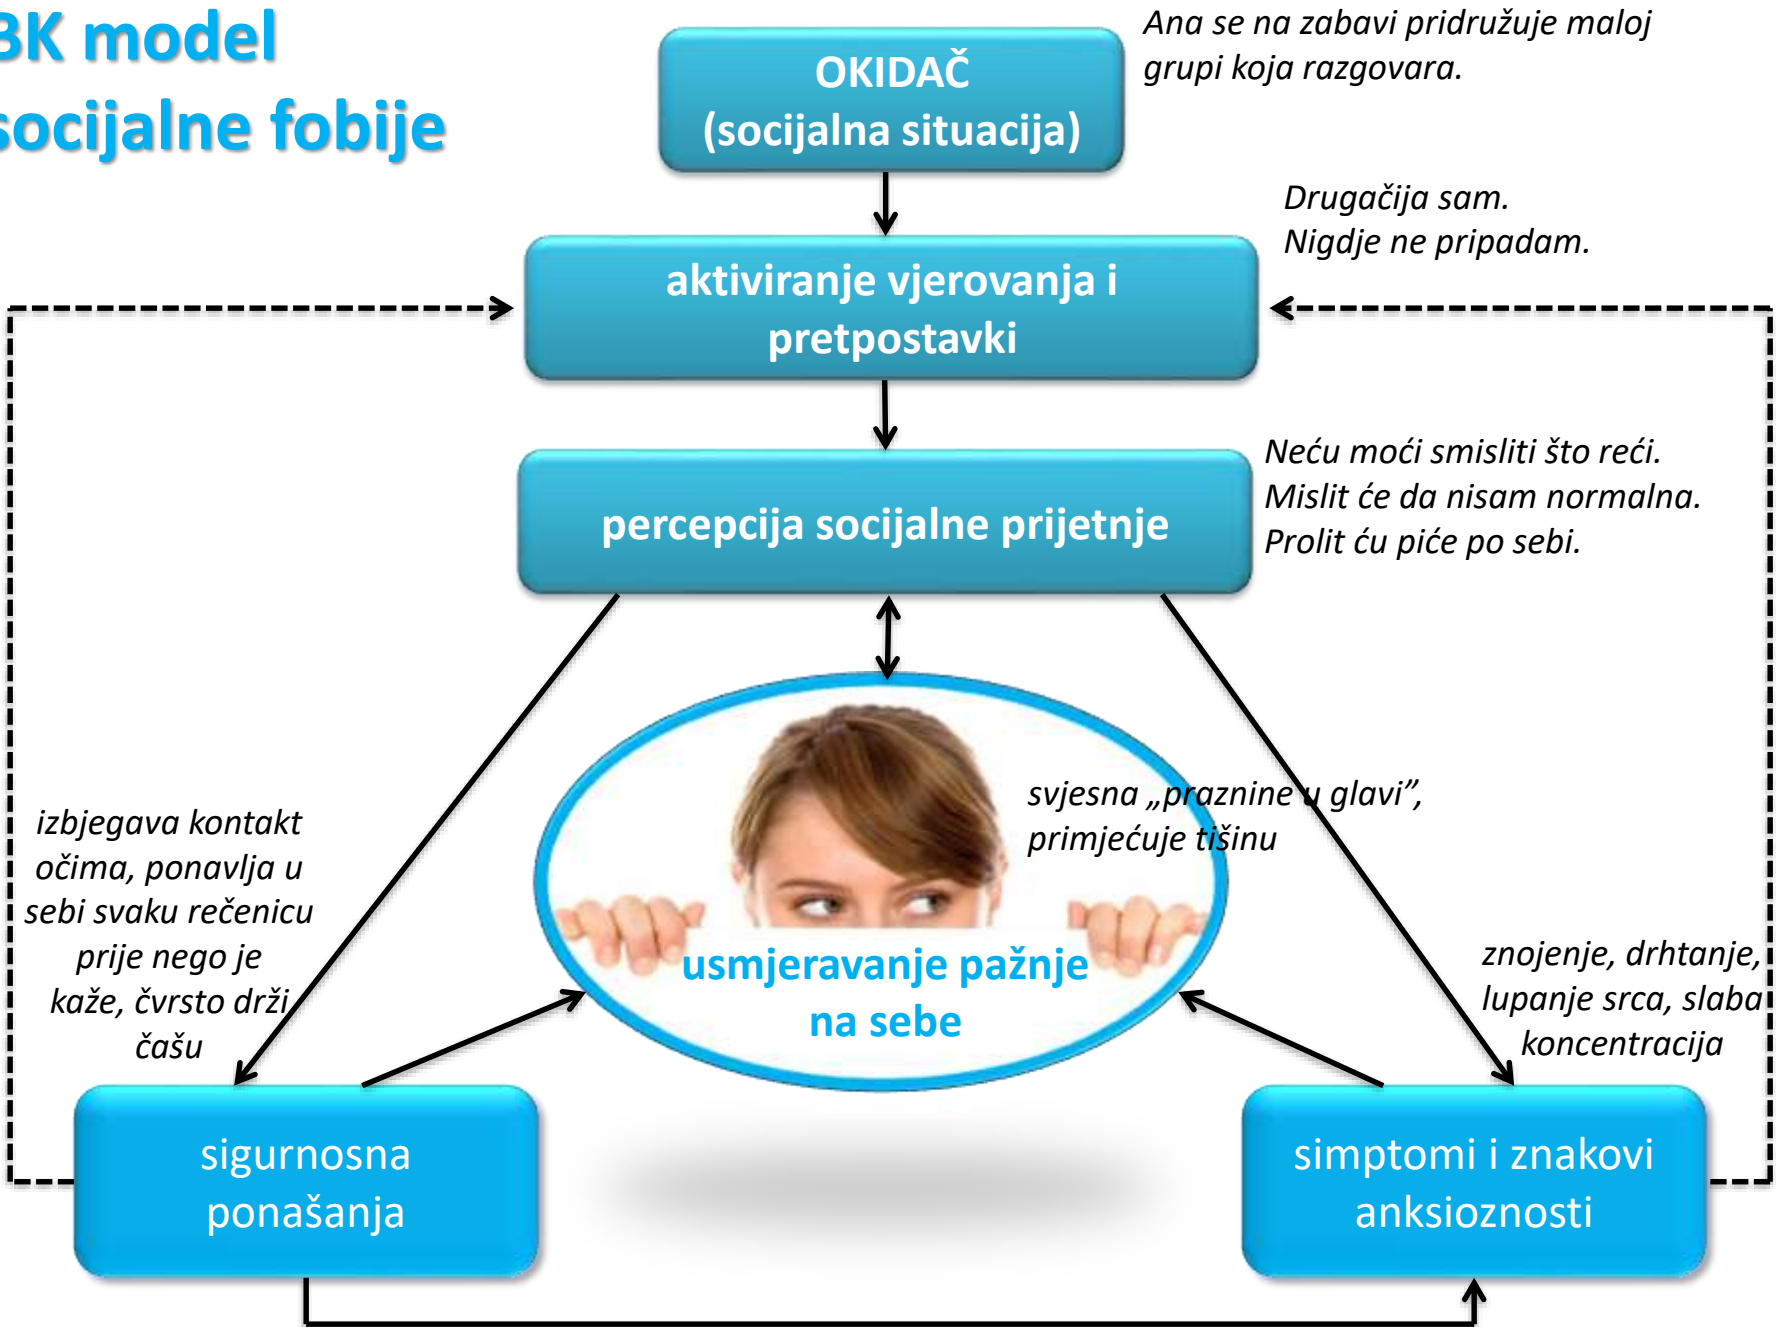 BK model
socijalne fobije
OKIDAČ
(socijalna situacija)
Ana se na zabavi pridružuje maloj
grupi koja razgovara.
aktiviranje vjerovanja i
pretpostavki
Drugačija sam.
Nigdje ne pripadam.
percepcija socijalne prijetnje
Neću moći smisliti što reći.
Mislit će da nisam normalna.
Prolit ću piće po sebi.
svjesna „praznine u glavi”,
primjećuje tišinu
usmjeravanje pažnje
na sebe
izbjegava kontakt
očima, ponavlja u
sebi svaku rečenicu
prije nego je
kaže, čvrsto drži
čašu
znojenje, drhtanje,
lupanje srca, slaba
koncentracija
sigurnosna
ponašanja
simptomi i znakovi
anksioznosti